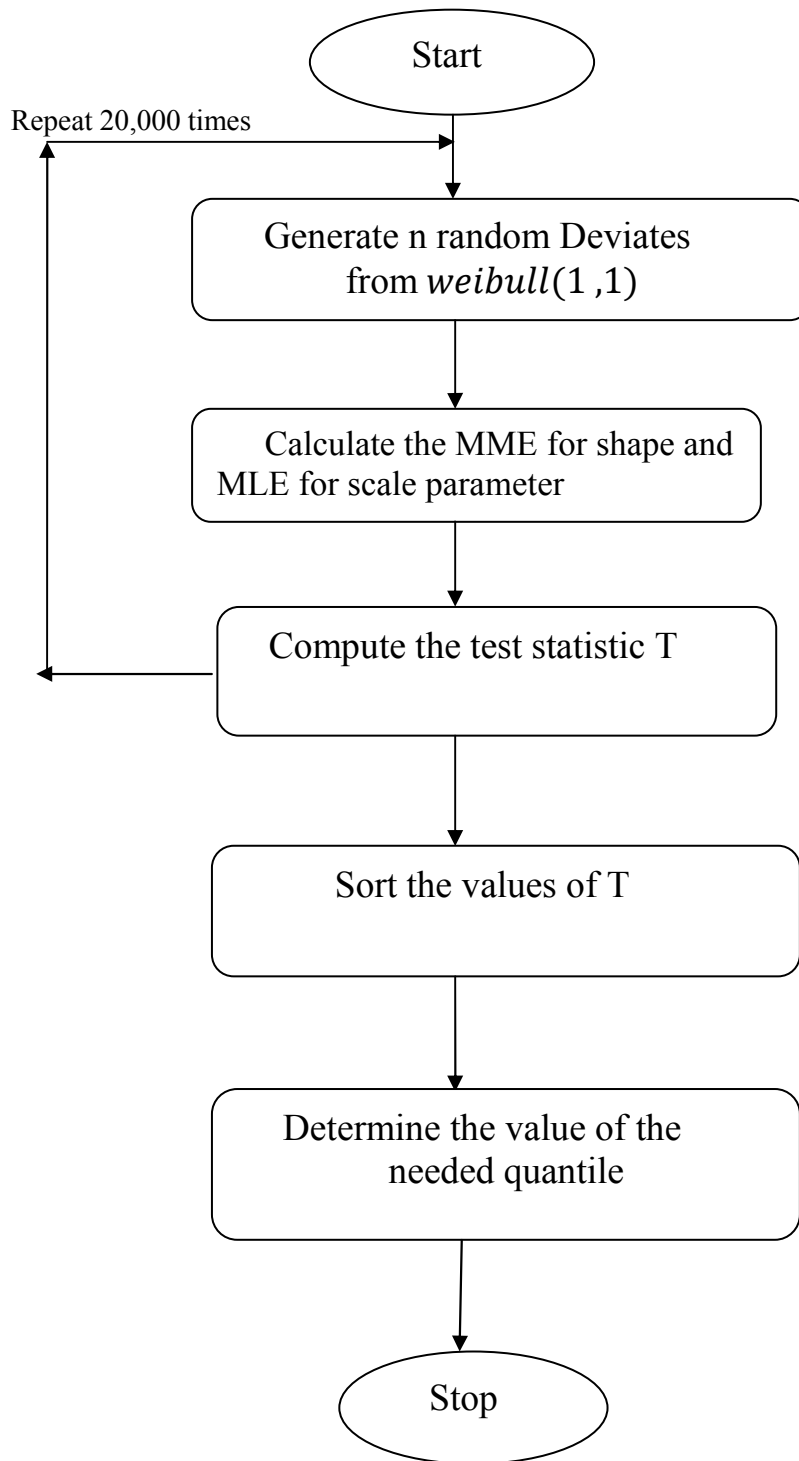 Start
Repeat 20,000 times
Generate n random Deviates
from weibull(1 ,1)
Calculate the MME for shape and
MLE for scale parameter
Compute the test statistic T
Sort the values of T
Determine the value of the
needed quantile
Stop